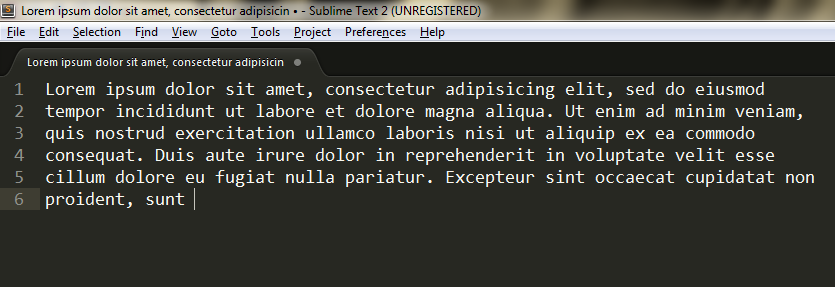 Lorem ipsum dolor sit amet, consectetur adipisicin • - Sublime Text 2 (UNREGISTERED)
File Edit Selection Find View Goto Tools Project Preferences Help
Lorem ipsum dolor sit amet, consectetur adipisicin
1 Lorem ipsum dolor sit amet, consectetur adipisicing elit, sed do eiusmod
2 tempor incididunt ut labore et dolore magna aliqua. Ut enim ad minim veniam,
3 quis nostrud exercitation ullamco laboris nisi ut aliquip ex ea commodo
4 consequat. Duis aute irure dolor in reprehenderit in voluptate velit esse
5 cillum dolore eu fugiat nulla pariatur. Excepteur sint occaecat cupidatat non
6 proident, sunt